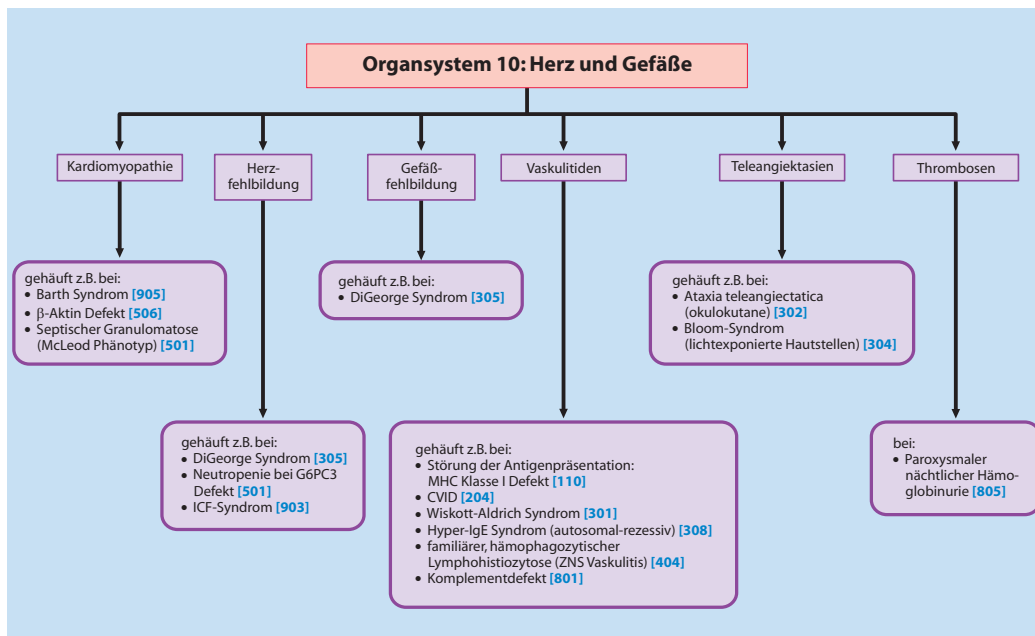 Organsystem 10: Herz und Gefäße
Kardiomyopathie
Herz-
fehlbildung
Gefäß-
fehlbildung
Vaskulitiden
Teleangiektasien
Thrombosen
gehäuft z.B. bei:
• Barth Syndrom [905]
• β-Aktin Defekt [506]
• Septischer Granulomatose
(McLeod Phänotyp) [501]
gehäuft z.B. bei:
• DiGeorge Syndrom [305]
gehäuft z.B. bei:
• Ataxia teleangiectatica
(okulokutane) [302]
• Bloom-Syndrom
(lichtexponierte Hautstellen) [304]
gehäuft z.B. bei:
• DiGeorge Syndrom [305]
• Neutropenie bei G6PC3
Defekt [501]
• ICF-Syndrom [903]
gehäuft z.B. bei:
• Störung der Antigenpräsentation:
MHC Klasse I Defekt [110]
• CVID [204]
• Wiskott-Aldrich Syndrom [301]
• Hyper-IgE Syndrom (autosomal-rezessiv) [308]
• familiärer, hämophagozytischer
Lymphohistiozytose (ZNS Vaskulitis) [404]
• Komplementdefekt [801]
bei:
• Paroxysmaler
nächtlicher Hämo-
globinurie [805]